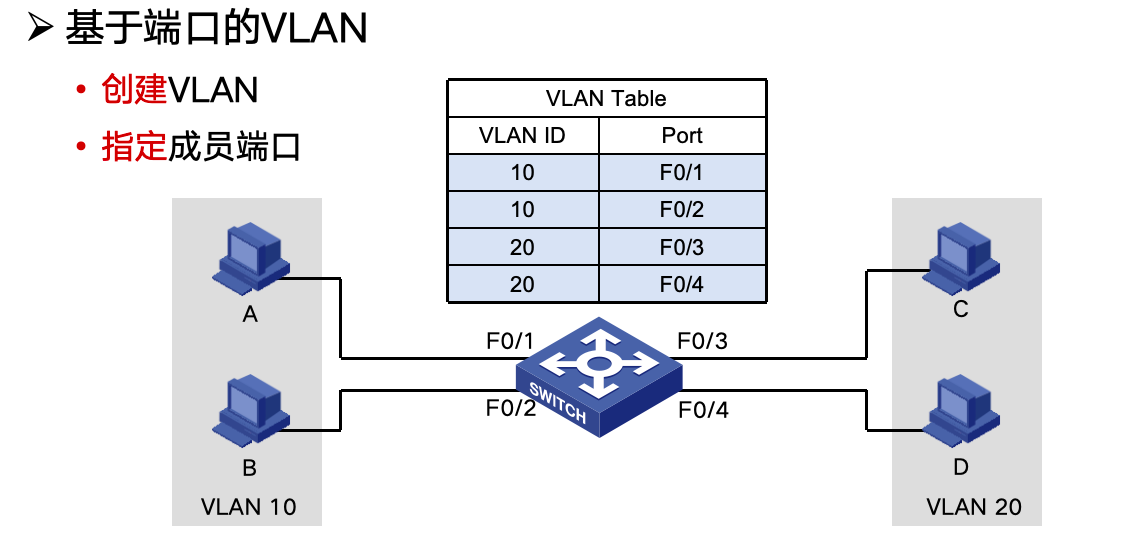 ➢ 基于端口的VLAN
• 创建VLAN
• 指定成员端口
VLAN Table
VLAN ID Port
10 F0/1
10 F0/2
20 F0/3
20 F0/4
A
C
F0/1 F0/3
SWITCH
F0/2 F0/4
B D
VLAN 10 VLAN 20